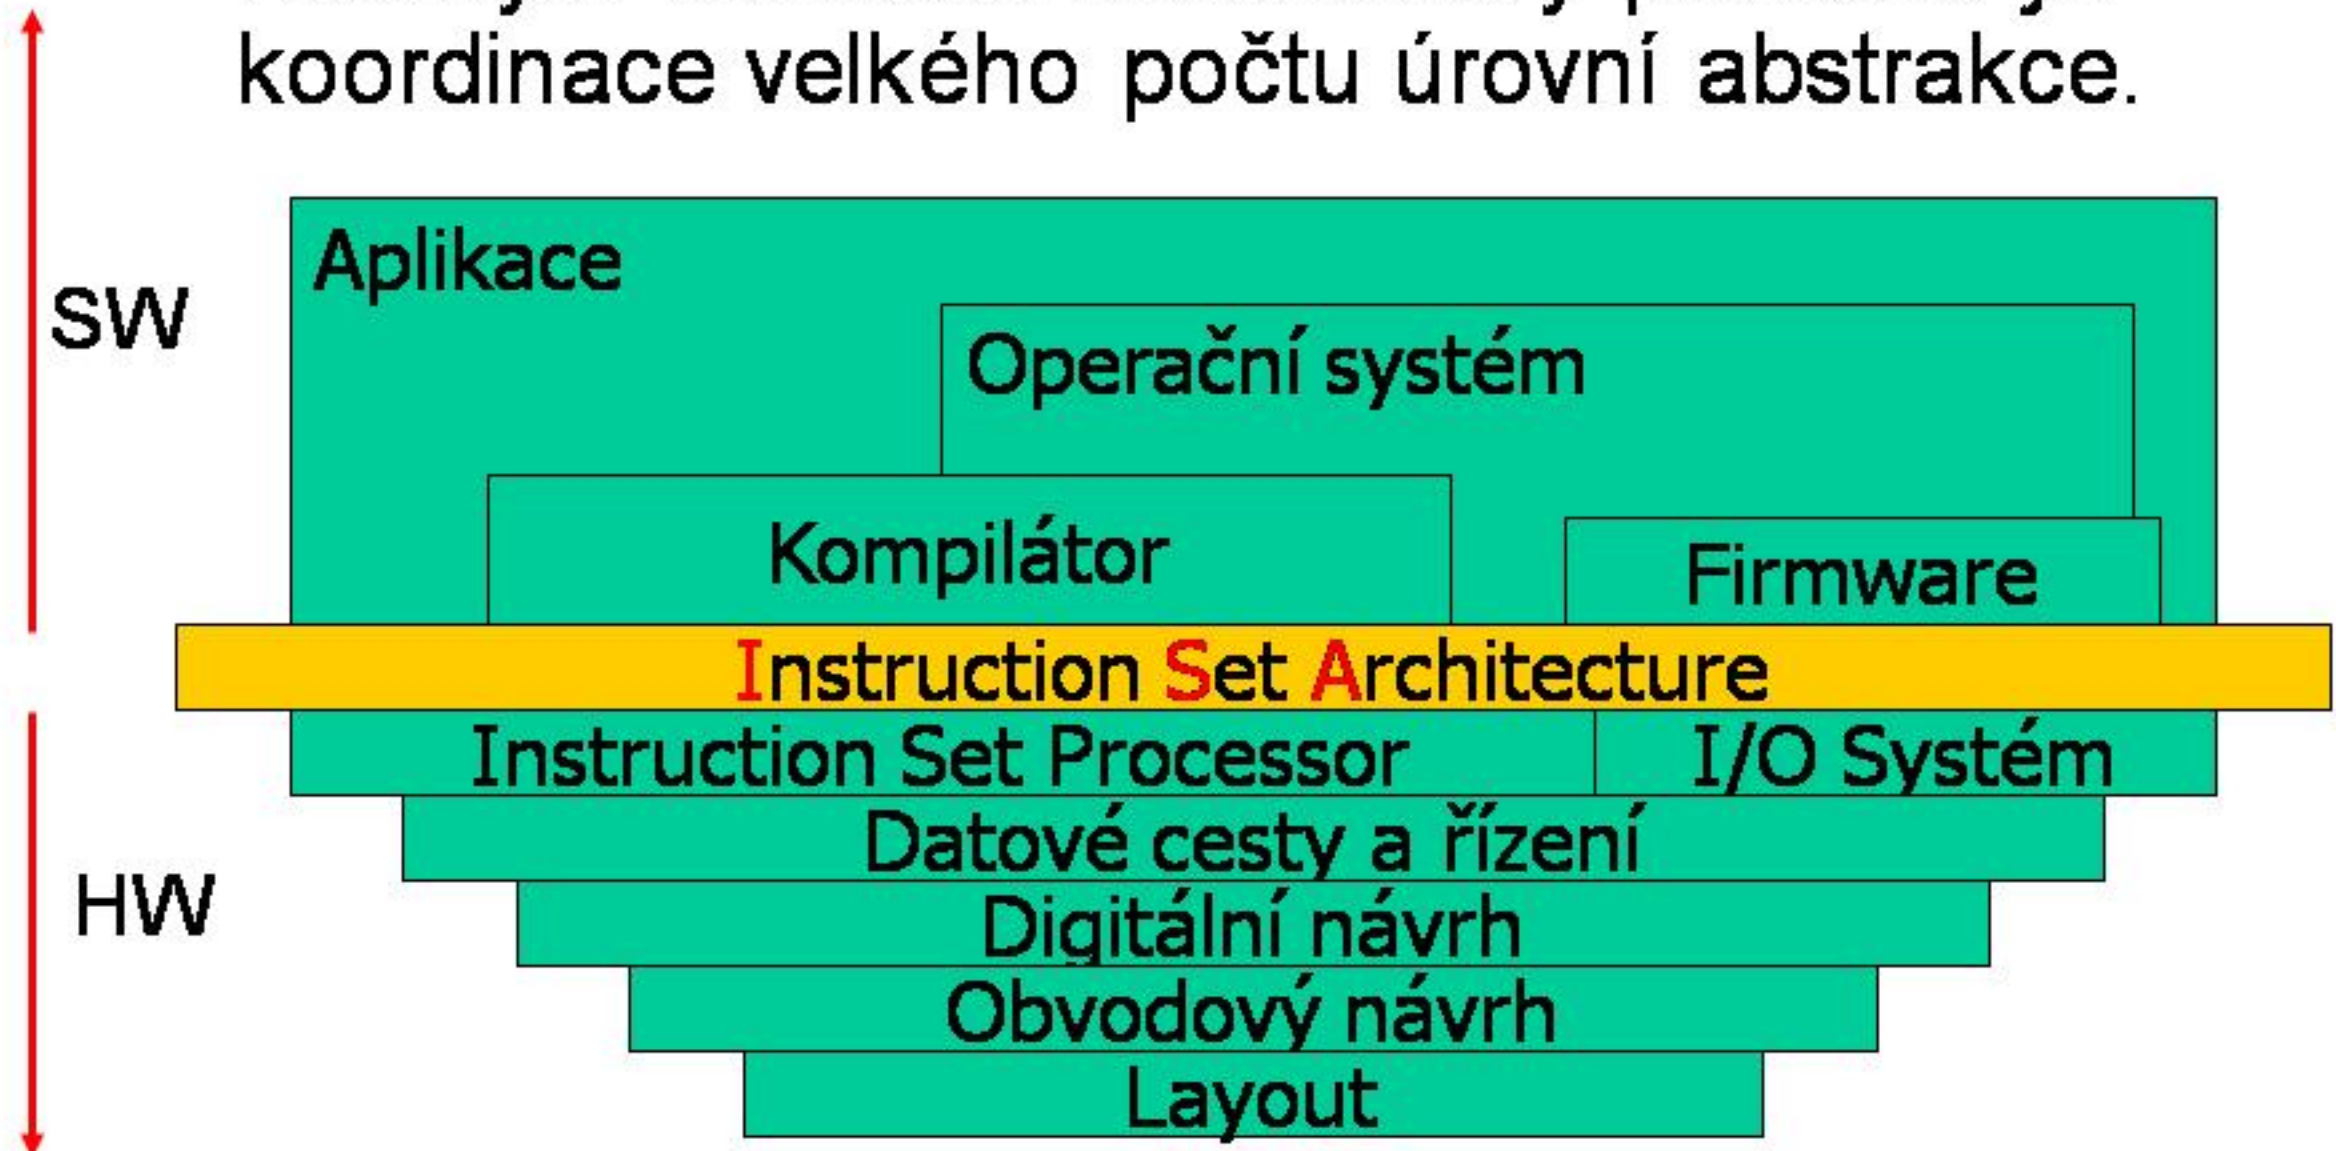 koordinace velkého počtu úrovní abstrakce.
Aplikace
SW
Operační systém
Kompilátor
Firmware
Instruction Set Architecture
Instruction Set Processor
I/O Systém
Datové cesty a řízení
HW
Digitální návrh
Obvodový návrh
Layout